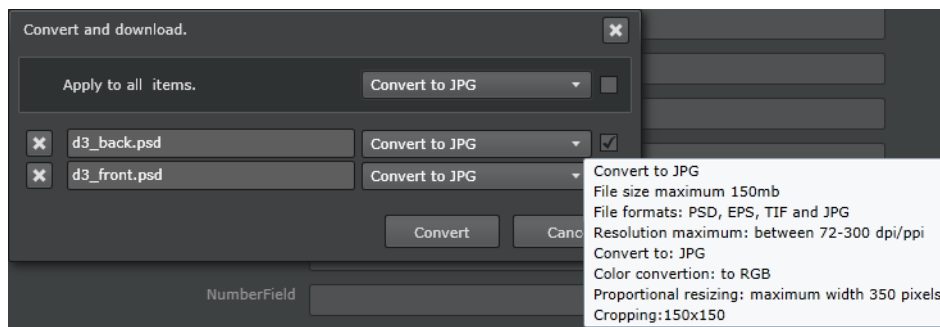 Convert and download.
Apply to all items.
Convert to JPG
d3_back.psd
Convert to JPG
d3_front.psd
Convert to JPG
Convert
Canc
NumberField
Convert to JPG
File size maximum 150mb
File formats: PSD, EPS, TIF and JPG
Resolution maximum: between 72-300 dpi/ppi
Convert to: JPG
Color convertion: to RGB
Proportional resizing: maximum width 350 pixels
Cropping:150x150